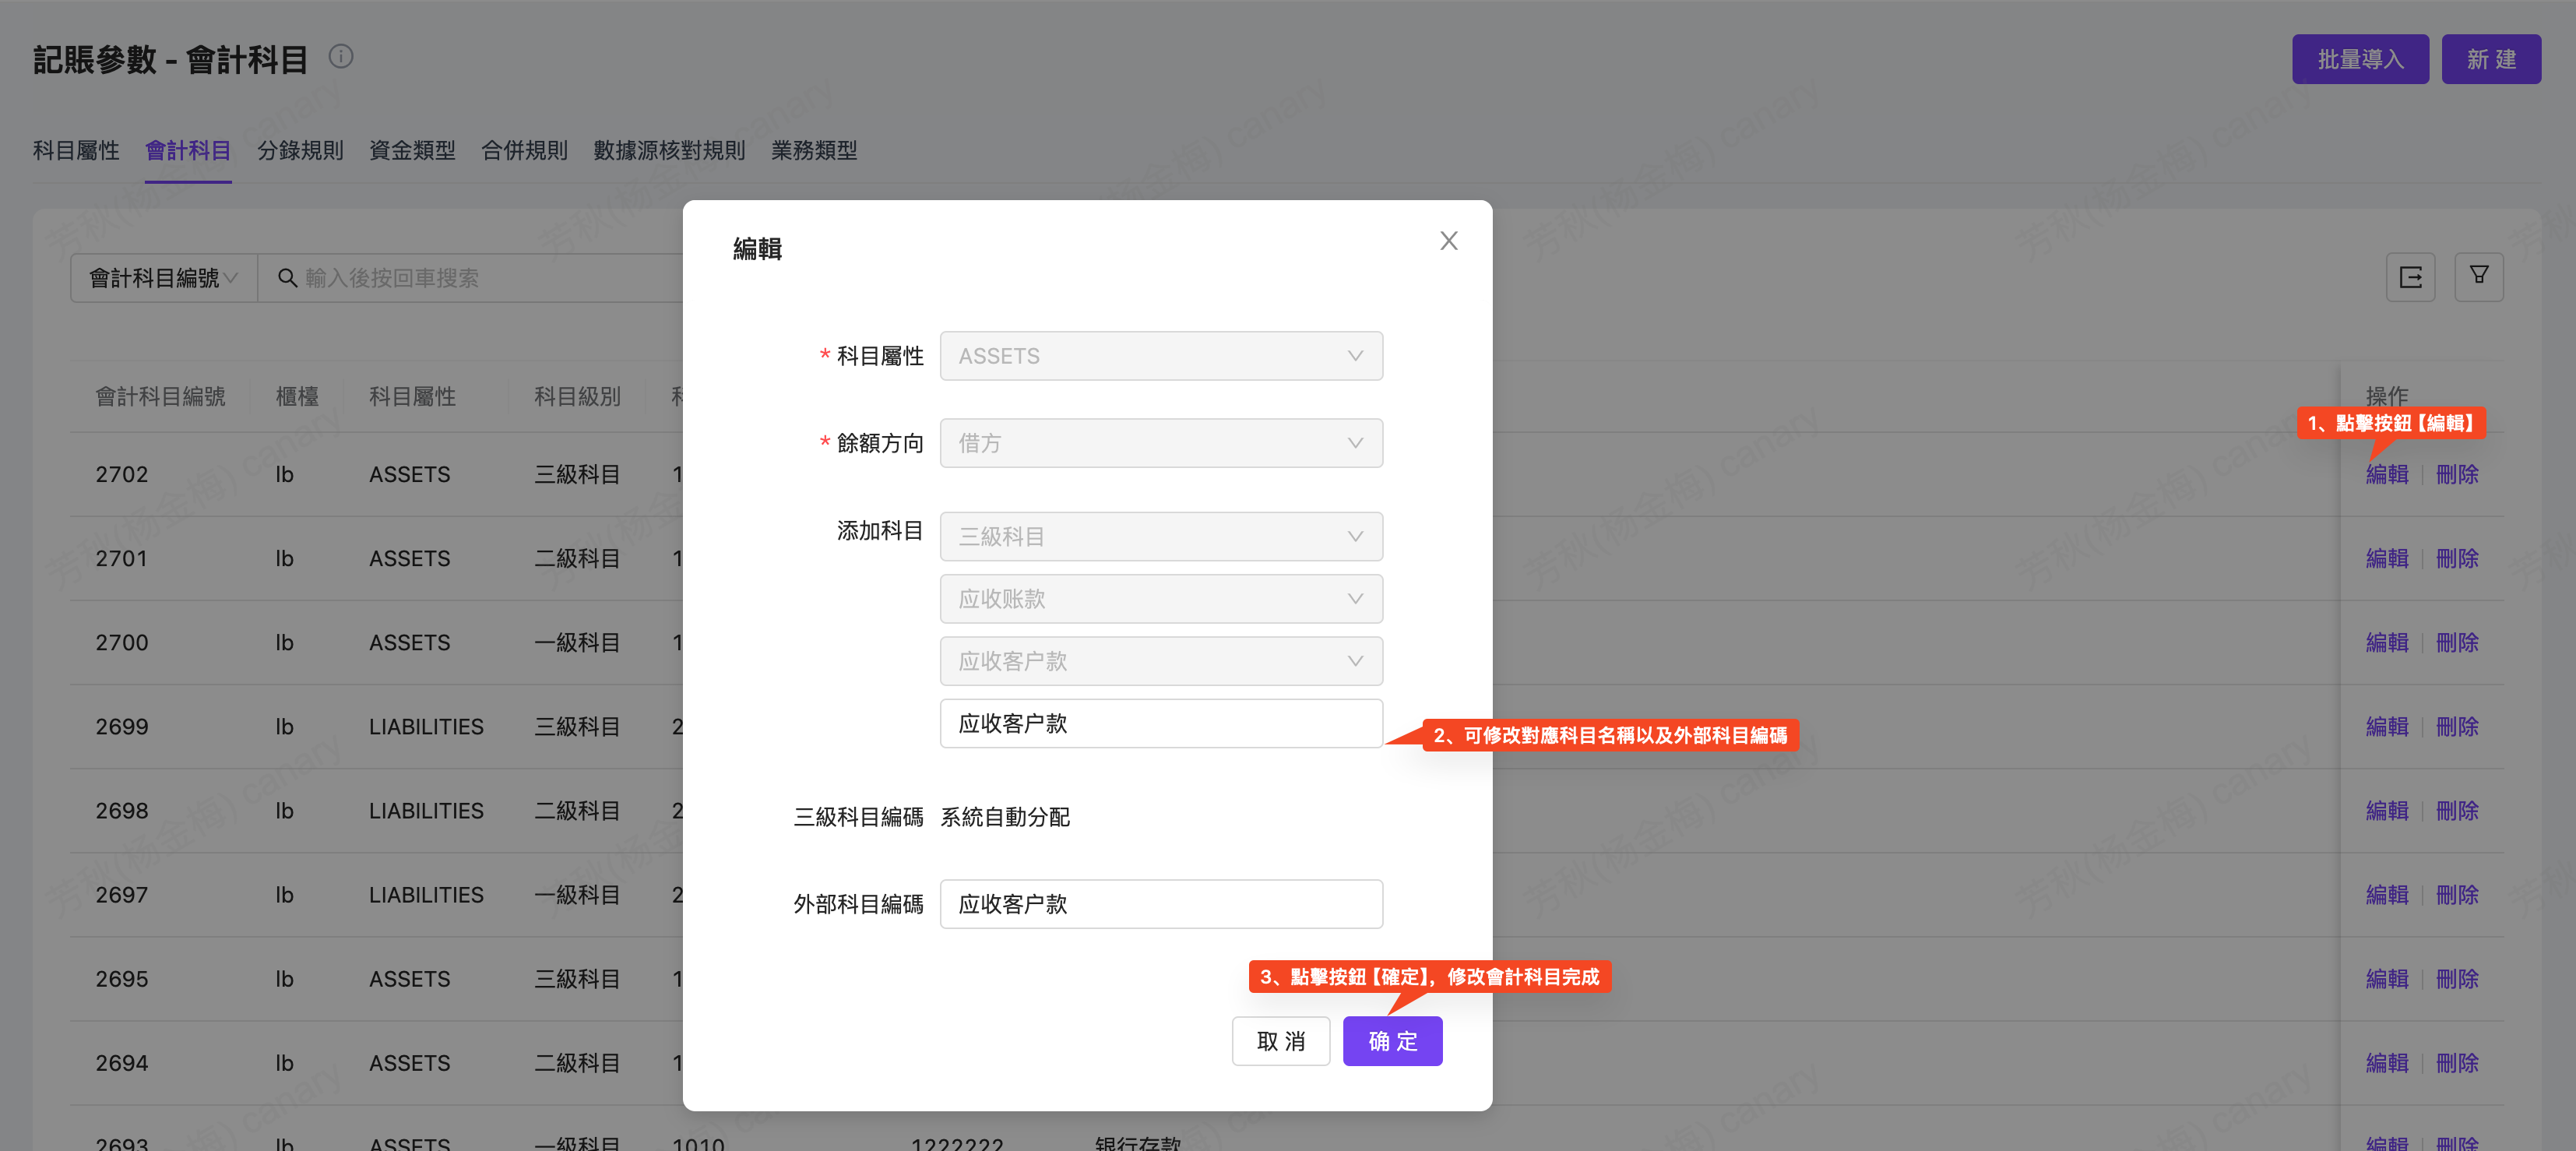 記賬參數 - 會計科目
批量導入
新 建
科目屬性 會計科目 分錄規則 資金類型 合併規則 數據源核對規則 業務類型
會計科目編號
輸入後按回車搜索
會計科目編號 櫃檯 科目屬性 科目級別 操作
1、點擊按鈕【編輯】
2702 lb ASSETS 三級科目 1 編輯 刪除
2701 lb ASSETS 二級科目 1 編輯 刪除
2700 lb ASSETS 一級科目 1 編輯 刪除
2699 lb LIABILITIES 三級科目 2 編輯 刪除
2698 lb LIABILITIES 二級科目 2 編輯 刪除
2697 lb LIABILITIES 一級科目 2 編輯 刪除
2695 lb ASSETS 三級科目 1 編輯 刪除
2694 lb ASSETS 二級科目 1 編輯 刪除
2693 lb ASSETS 一級科目 1010 1222222 银行存款 編輯 刪除
編輯
* 科目屬性 ASSETS
* 餘額方向 借方
添加科目 三級科目
应收账款
应收客户款
应收客户款
2、可修改對應科目名稱以及外部科目編碼
三級科目編碼 系統自動分配
外部科目編碼 应收客户款
3、點擊按鈕【確定】，修改會計科目完成
取 消
确 定
芳秋(杨金梅) canary